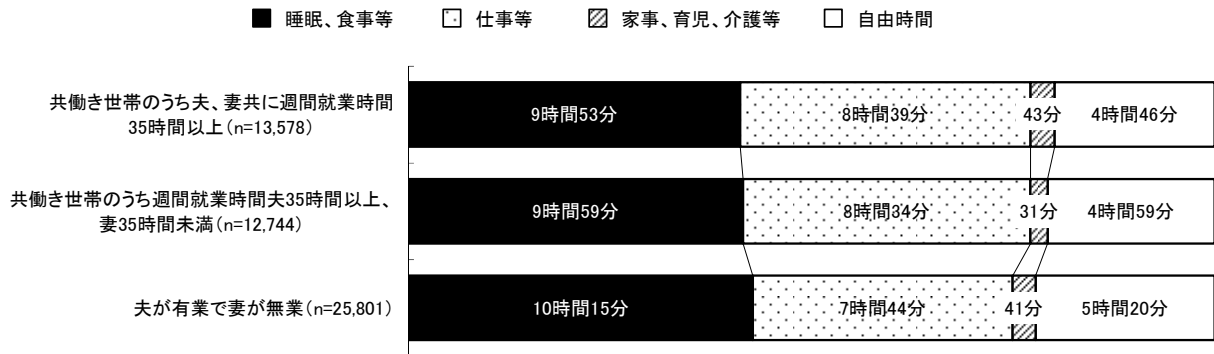 睡眠、食事等 仕事等 家事、育児、介護等 自由時間
共働き世帯のうち夫、妻共に週間就業時間
35時間以上（n=13,578）
9時間53分 8時間39分 43分 4時間46分
共働き世帯のうち週間就業時間夫35時間以上、
妻35時間未満（n=12,744）
9時間59分 8時間34分 31分 4時間59分
夫が有業で妻が無業（n=25,801）
10時間15分 7時間44分 41分 5時間20分